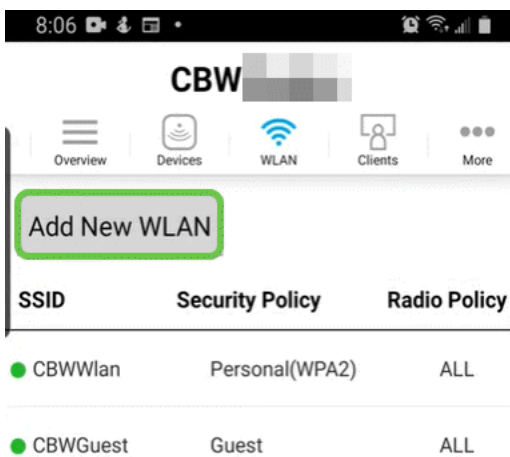 8:06
CBW
Overview Devices WLAN Clients More
Add New WLAN
SSID Security Policy Radio Policy
CBWWlan Personal(WPA2) ALL
CBWGuest Guest ALL